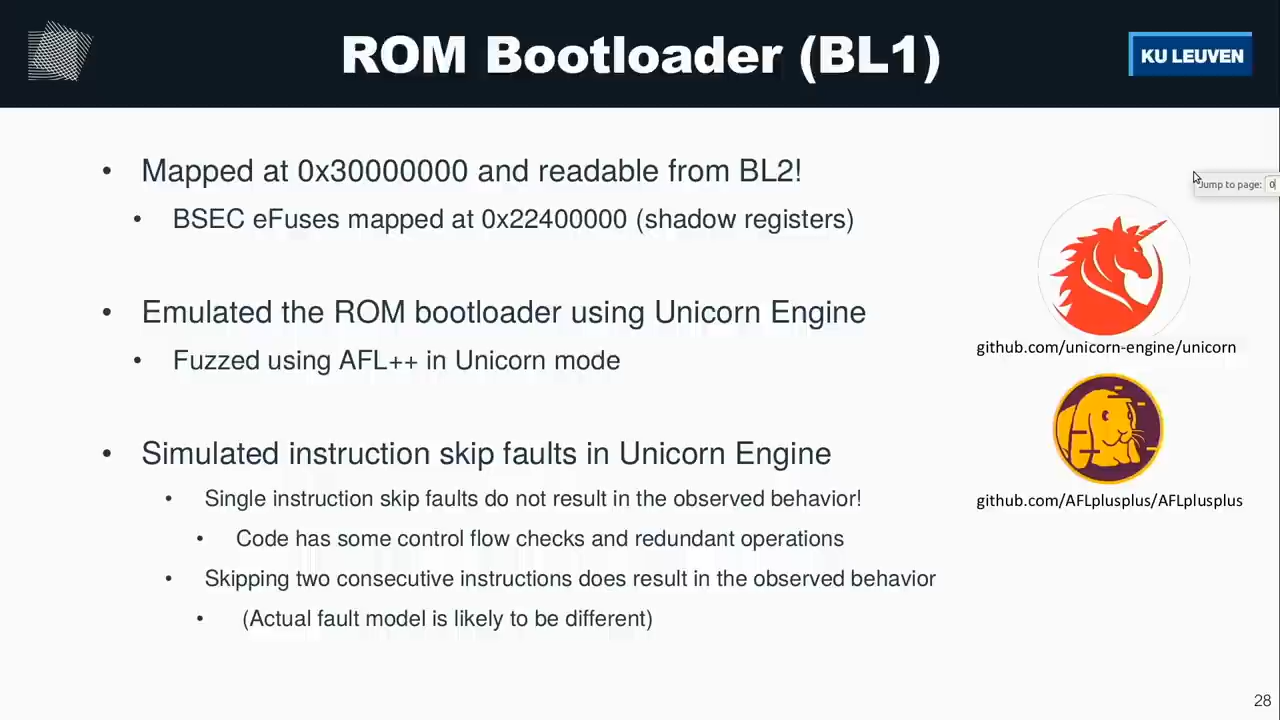 ROM Bootloader (BL1)
KU LEUVEN
• Mapped at 0x30000000 and readable from BL2!
• BSEC eFuses mapped at 0x22400000 (shadow registers)
Jump to page: 0
• Emulated the ROM bootloader using Unicorn Engine
• Fuzzed using AFL++ in Unicorn mode
github.com/unicorn-engine/unicorn
• Simulated instruction skip faults in Unicorn Engine
• Single instruction skip faults do not result in the observed behavior!
github.com/AFLplusplus/AFLplusplus
• Code has some control flow checks and redundant operations
• Skipping two consecutive instructions does result in the observed behavior
• (Actual fault model is likely to be different)
28